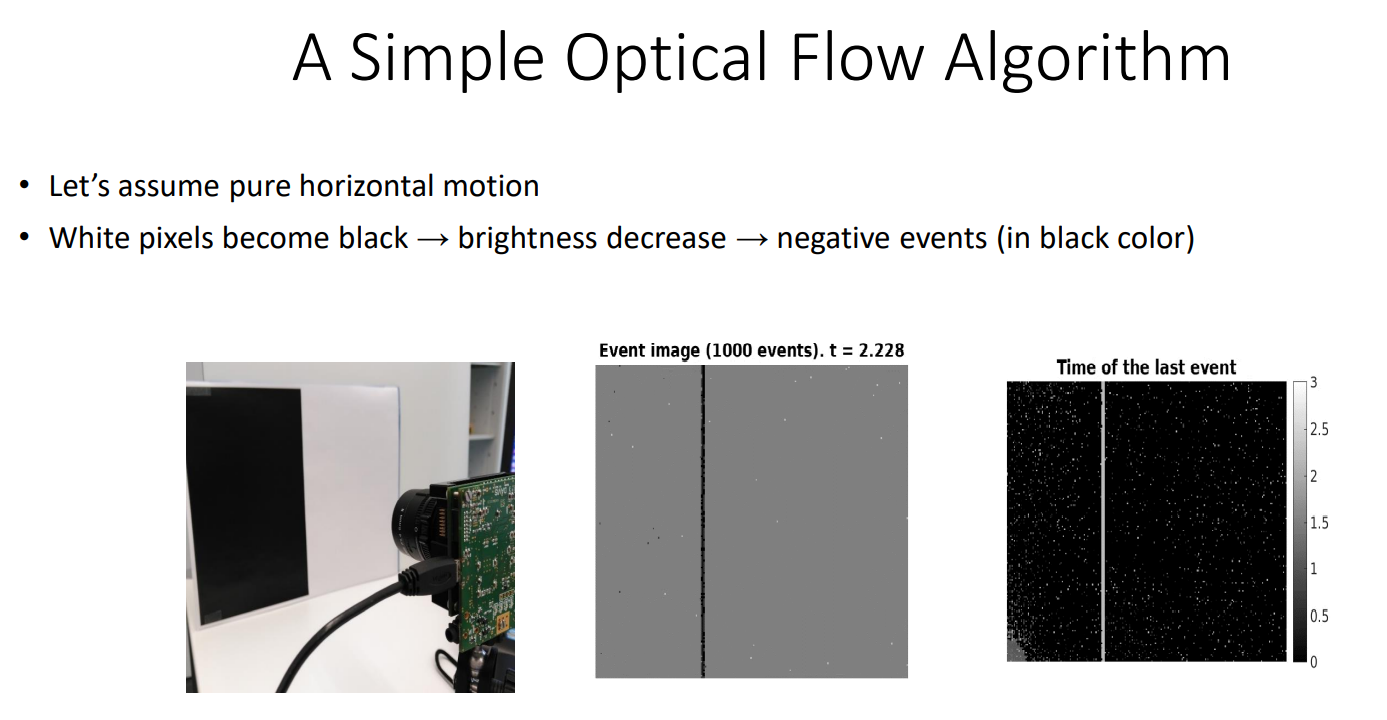 A Simple Optical Flow Algorithm
• Let's assume pure horizontal motion
• White pixels become black → brightness decrease → negative events (in black color)
Event image (1000 events). t = 2.228
Time of the last event
3
2.5
2
1.5
1
0.5
0